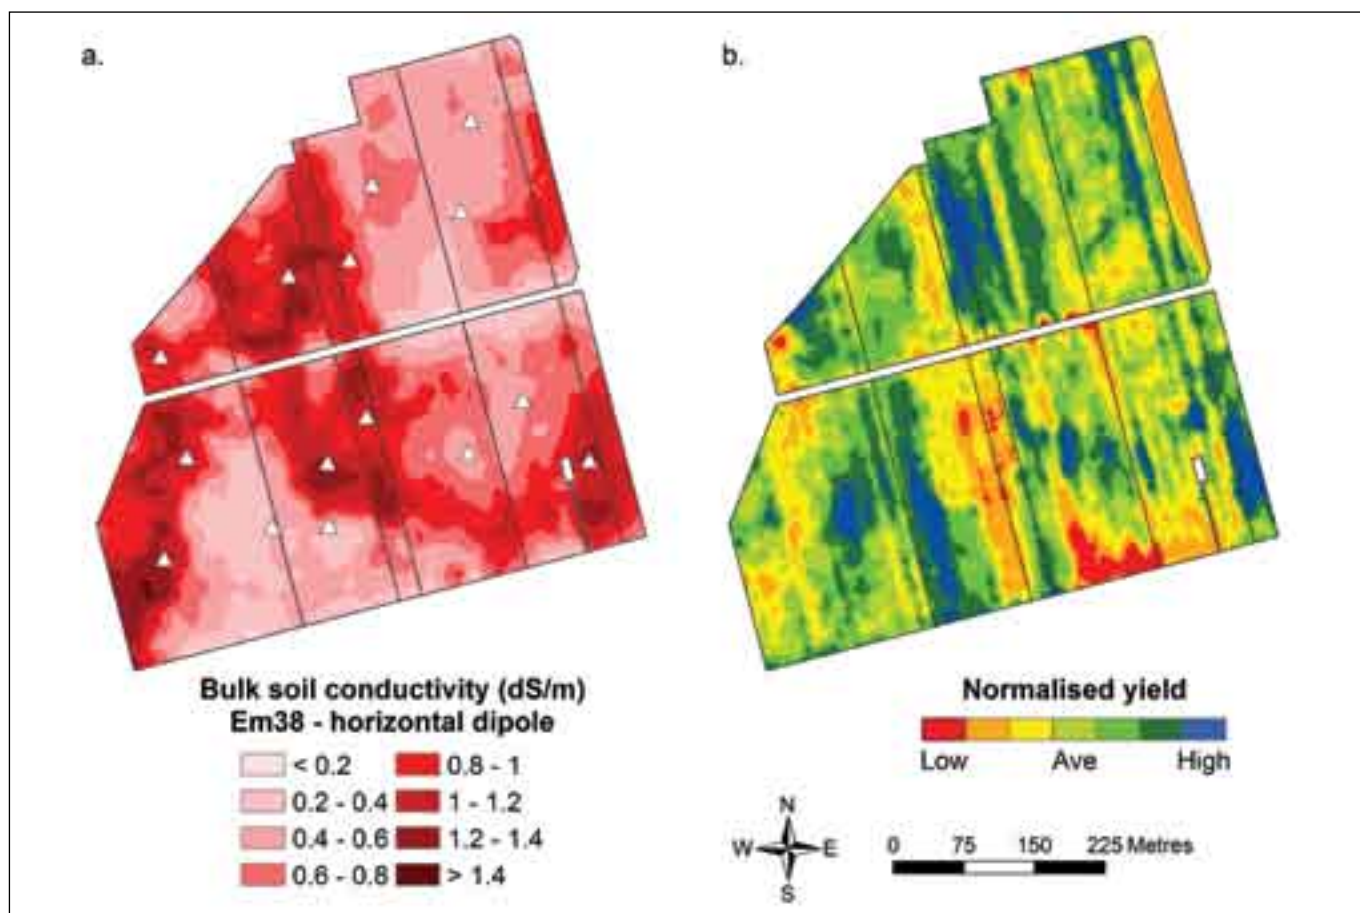 a.
b.
Bulk soil conductivity (dS/m)
Em38 - horizontal dipole
< 0.2
0.8 - 1
0.2 - 0.4
1 - 1.2
0.4 - 0.6
1.2 - 1.4
0.6 - 0.8
> 1.4
Normalised yield
Low Ave High
N
W E
S
0 75 150 225 Metres